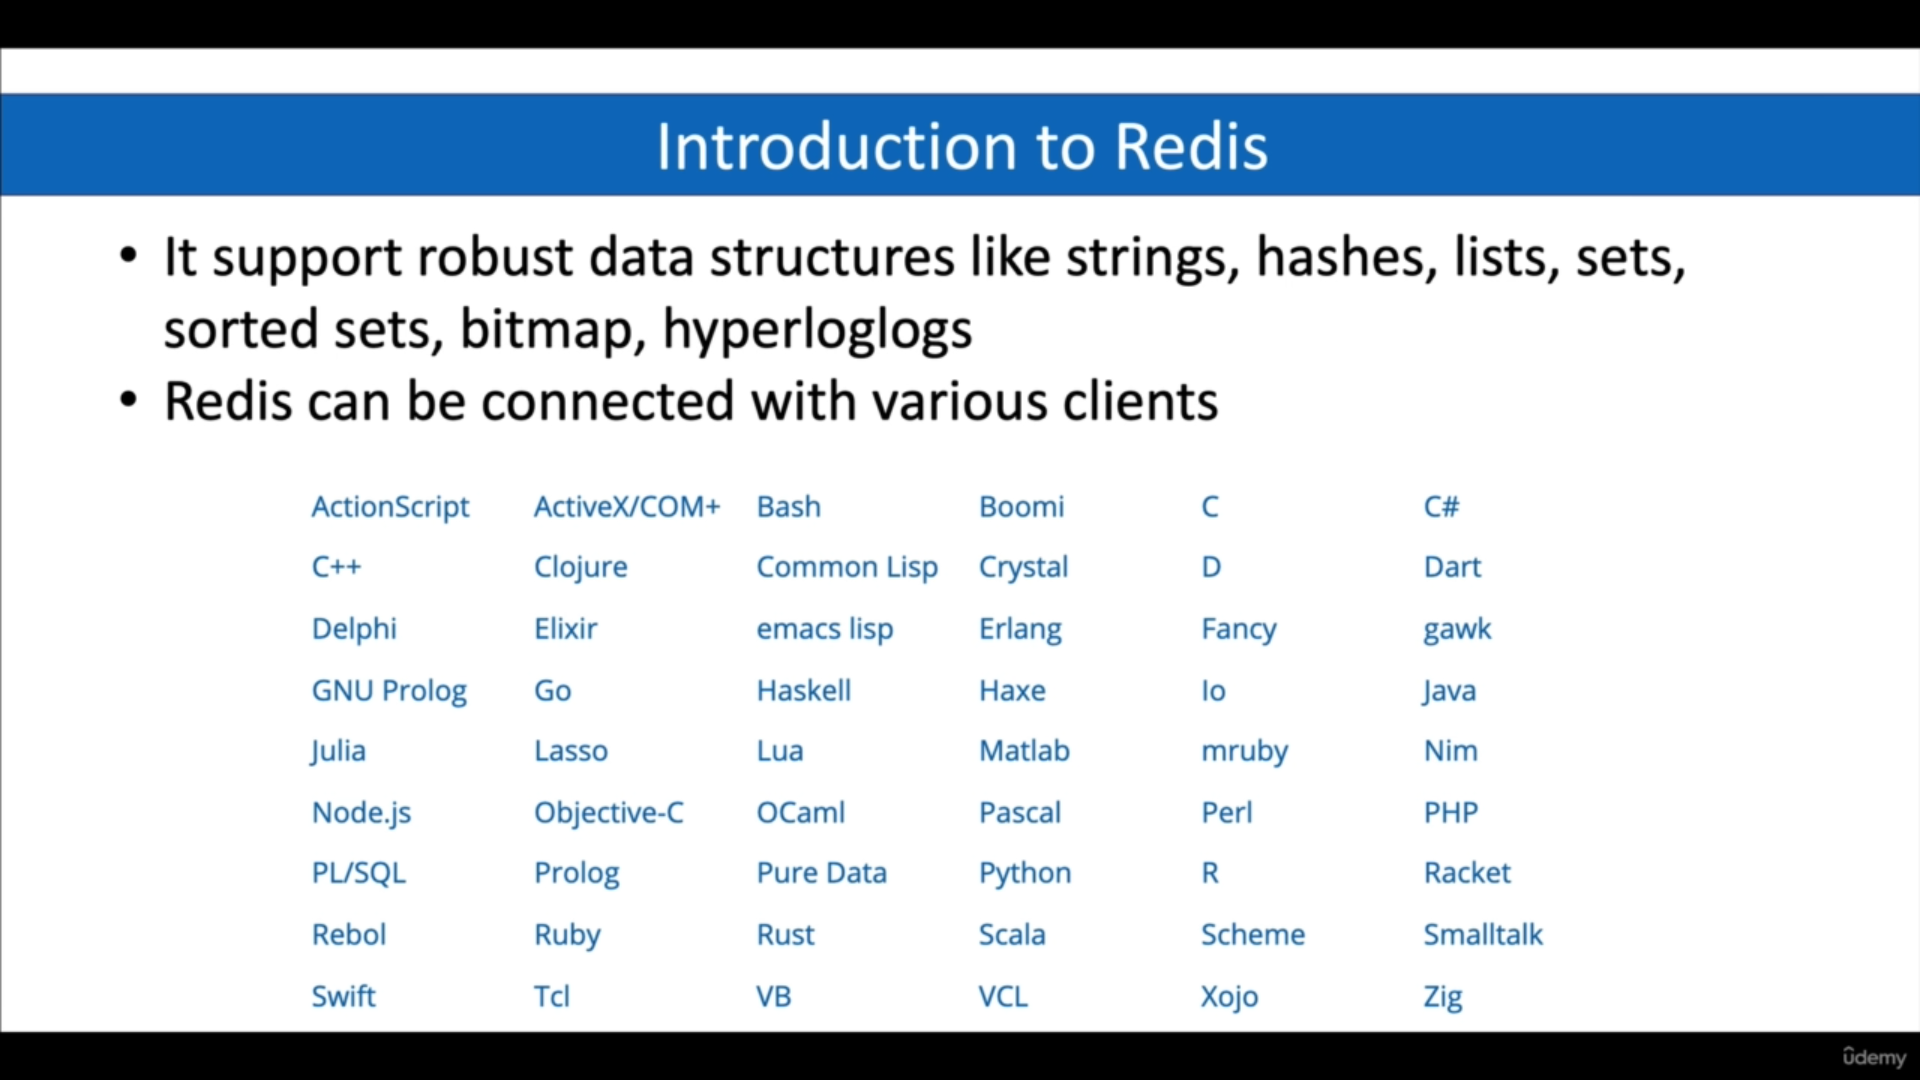 Introduction to Redis
• It support robust data structures like strings, hashes, lists, sets,
sorted sets, bitmap, hyperloglogs
• Redis can be connected with various clients
ActionScript ActiveX/COM+ Bash Boomi C C#
C++ Clojure Common Lisp Crystal D Dart
Delphi Elixir emacs lisp Erlang Fancy gawk
GNU Prolog Go Haskell Haxe Io Java
Julia Lasso Lua Matlab mruby Nim
Node.js Objective-C OCaml Pascal Perl PHP
PL/SQL Prolog Pure Data Python R Racket
Rebol Ruby Rust Scala Scheme Smalltalk
Swift Tcl VB VCL Xojo Zig
ûdemy